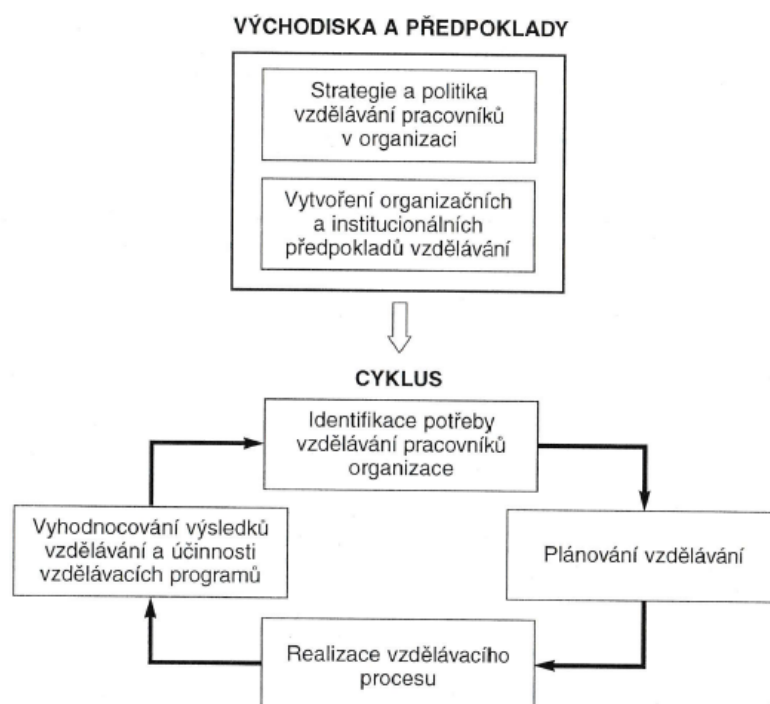 VÝCHODISKA A PŘEDPOKLADY
Strategie a politika
vzdělávání pracovníků
v organizaci
Vytvoření organizačních
a institucionálních
předpokladů vzdělávání
CYKLUS
Identifikace potřeby
vzdělávání pracovníků
organizace
Vyhodnocování výsledků
vzdělávání a účinnosti
vzdělávacích programů
Plánování vzdělávání
Realizace vzdělávacího
procesu